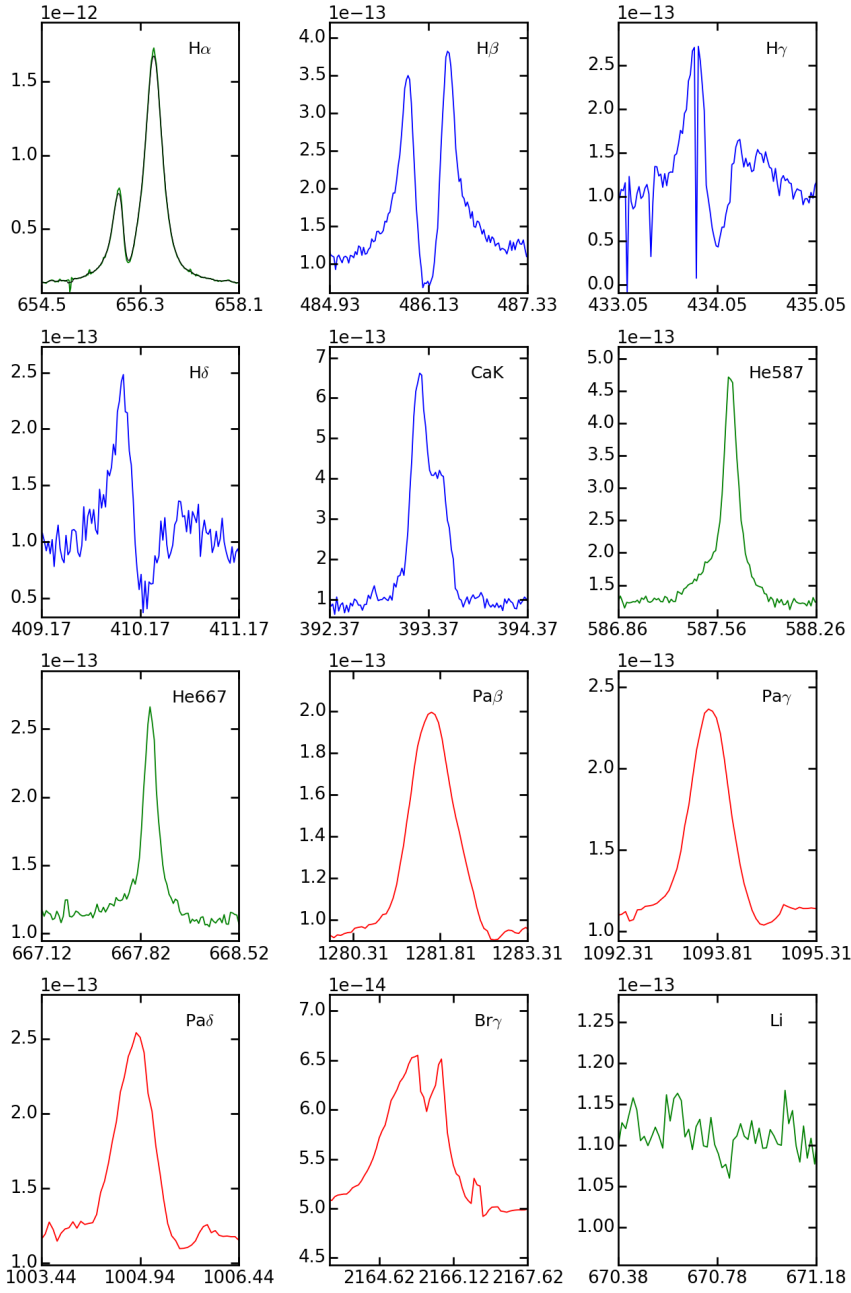 1e−12
Hα
1.5
1.0
0.5
654.5 656.3 658.1
1e−13
Hβ
4.0
3.5
3.0
2.5
2.0
1.5
1.0
484.93 486.13 487.33
1e−13
Hγ
2.5
2.0
1.5
1.0
0.5
0.0
433.05 434.05 435.05
1e−13
Hδ
2.5
2.0
1.5
1.0
0.5
409.17 410.17 411.17
1e−13
CaK
7
6
5
4
3
2
1
392.37 393.37 394.37
1e−13
He587
5.0
4.5
4.0
3.5
3.0
2.5
2.0
1.5
586.86 587.56 588.26
1e−13
He667
2.5
2.0
1.5
1.0
667.12 667.82 668.52
1e−13
Paβ
2.0
1.8
1.6
1.4
1.2
1.0
1280.31 1281.81 1283.31
1e−13
Paγ
2.5
2.0
1.5
1.0
1092.31 1093.81 1095.31
1e−13
Paδ
2.5
2.0
1.5
1.0
1003.44 1004.94 1006.44
1e−14
Brγ
7.0
6.5
6.0
5.5
5.0
4.5
2164.62 2166.12 2167.62
1e−13
Li
1.25
1.20
1.15
1.10
1.05
1.00
670.38 670.78 671.18